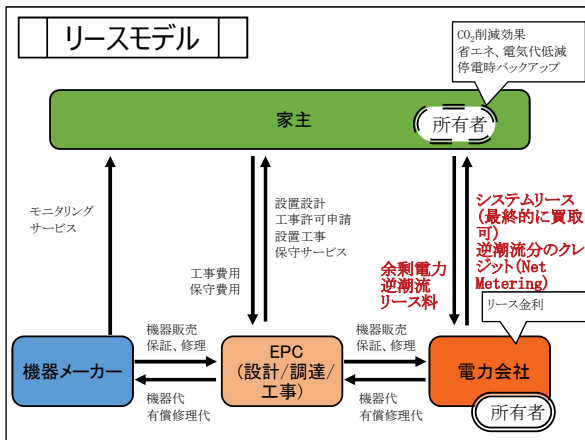 リースモデル
CO₂削減効果
省エネ、電気代低減
停電時バックアップ
家主
所有者
モニタリング
サービス
設置設計
工事許可申請
設置工事
保守サービス
工事費用
保守費用
システムリース
(最終的に買取
可)
逆潮流分のクレ
ジット(Net
Metering)
余剰電力
逆潮流
リース料
リース金利
機器メーカー
機器販売
保証、修理
機器代
有償修理代
EPC
(設計/調達/
工事)
機器販売
保証、修理
機器代
有償修理代
電力会社
所有者